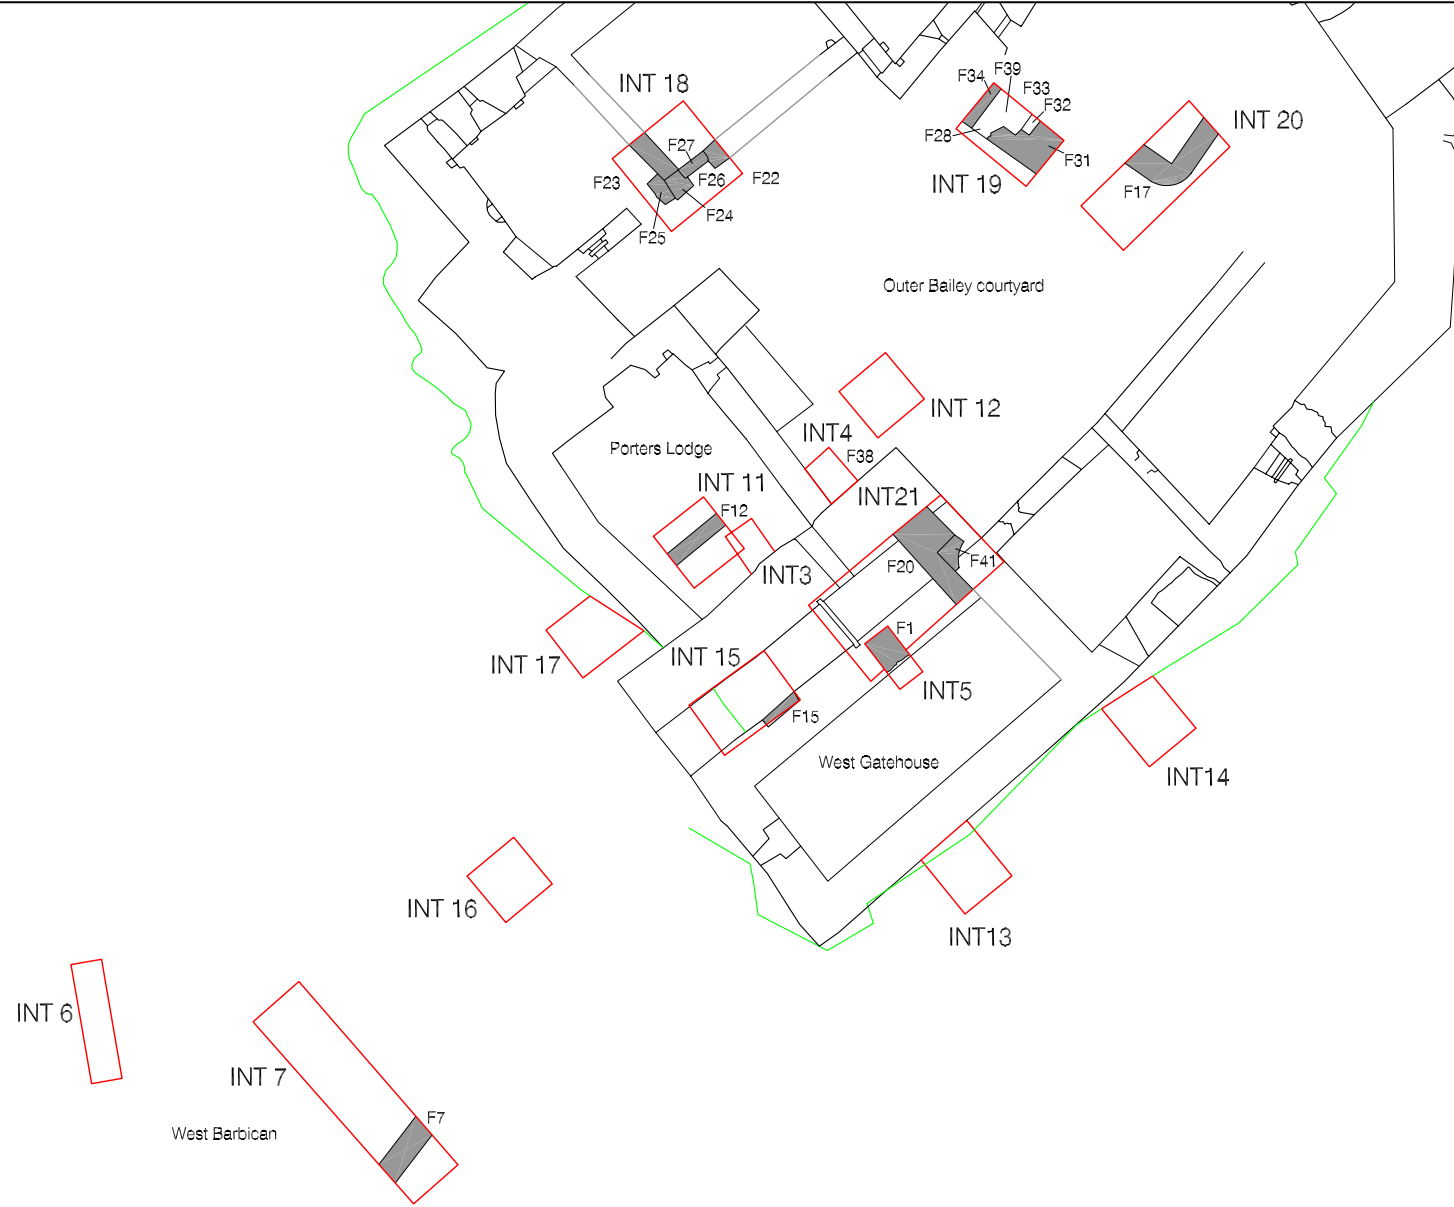 INT 18
F34
F39
F33
F32
F28
F31
INT 19
INT 20
F17
F27
F26
F22
F23
F24
F25
Outer Bailey courtyard
INT 12
INT4
F38
Porters Lodge
INT 11
F12
INT21
F20
F41
INT3
F1
INT 15
INT 17
INT5
F15
West Gatehouse
INT14
INT 16
INT13
INT 6
INT 7
F7
West Barbican